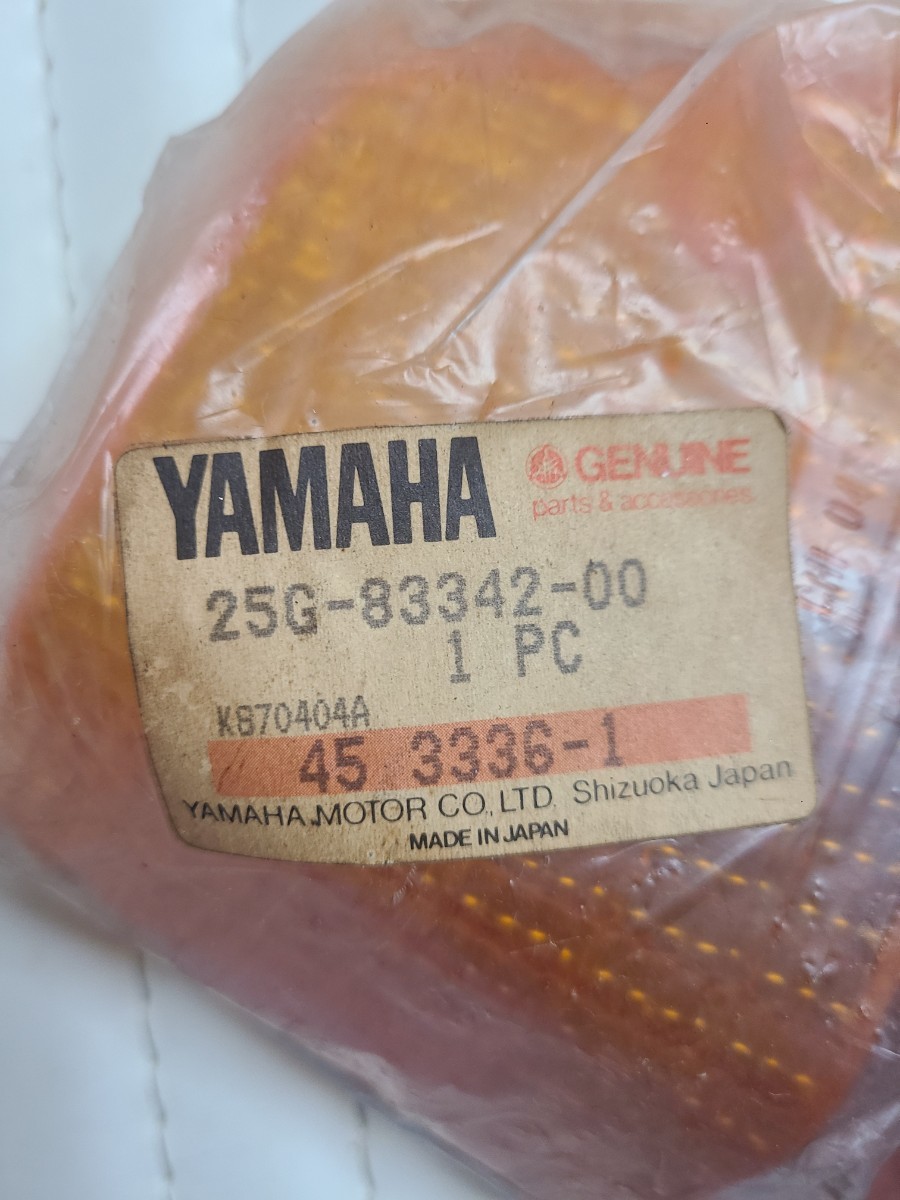 YAMAHA
GENUINE
parts & accessories
25G-83342-00
1 PC
K870404A
45 3336-1
YAMAHA MOTOR CO., LTD. Shizuoka Japan
MADE IN JAPAN